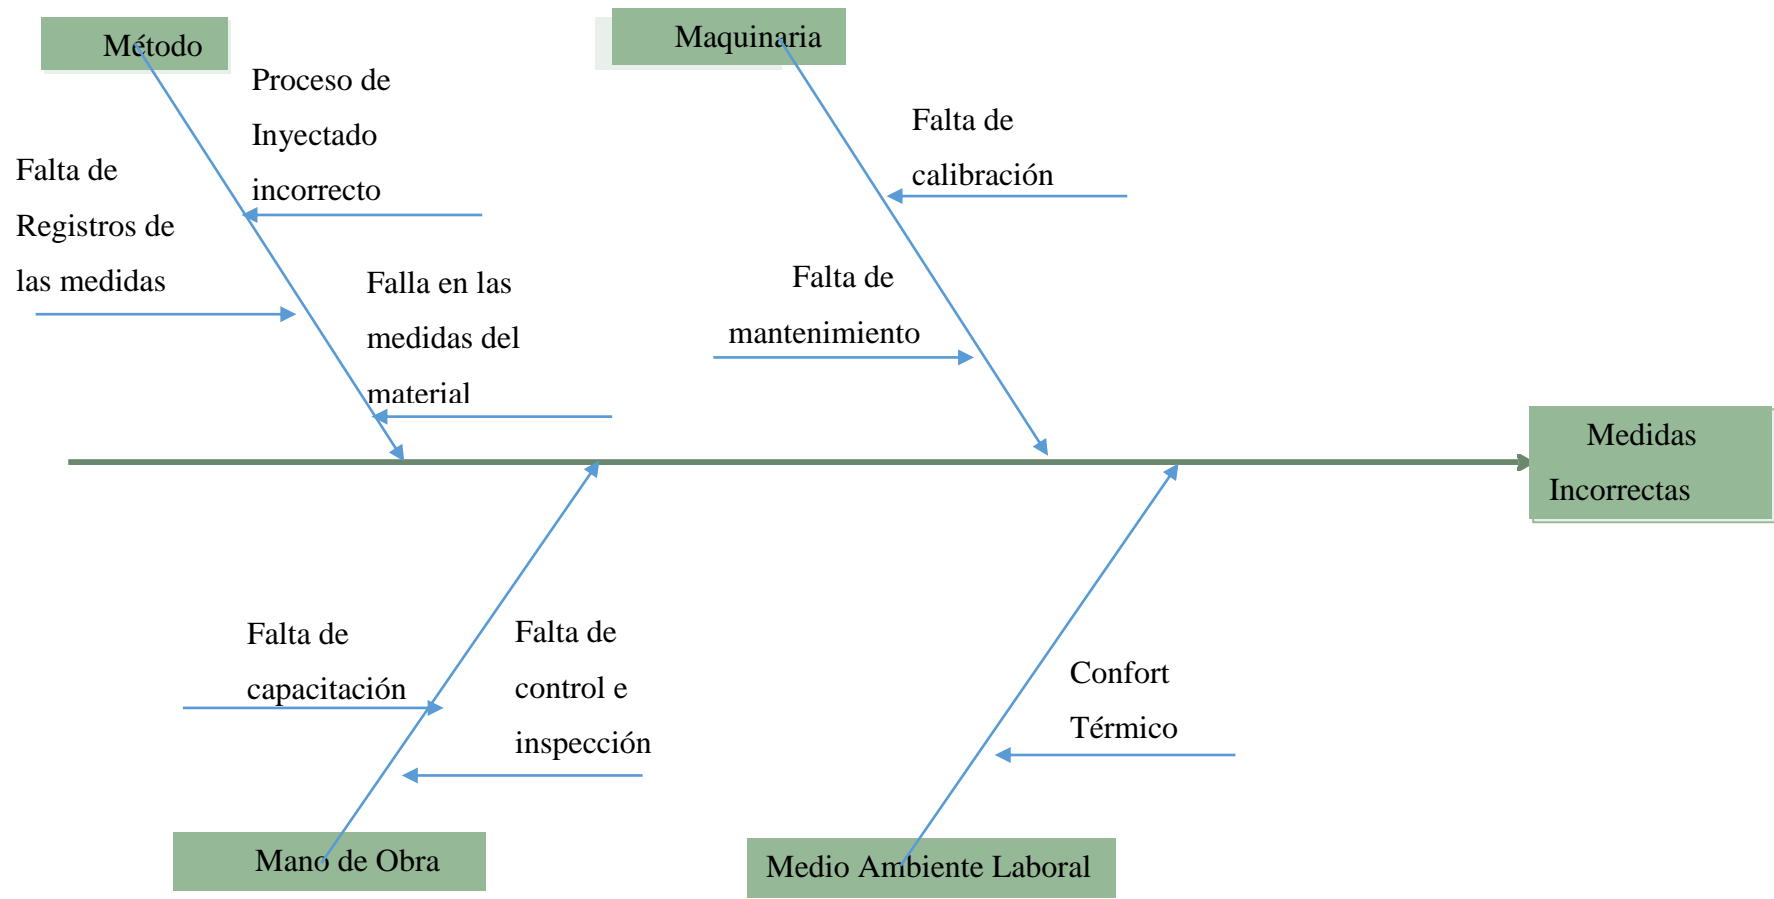 Método
Maquinaria
Proceso de
Inyectado
incorrecto
Falta de
Registros de
las medidas
Falla en las
medidas del
material
Falta de
calibración
Falta de
mantenimiento
Medidas
Incorrectas
Falta de
capacitación
Falta de
control e
inspección
Confort
Térmico
Mano de Obra
Medio Ambiente Laboral